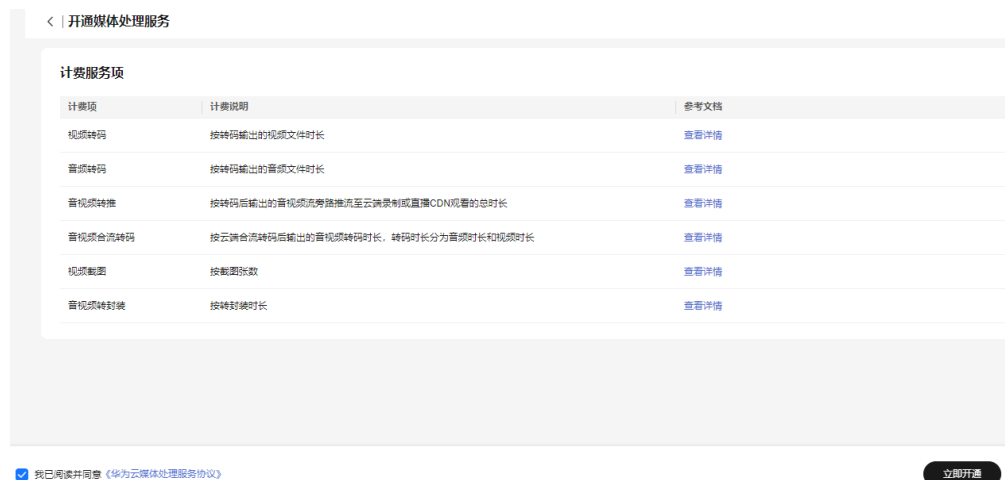 < | 开通媒体处理服务
计费服务项
计费项 计费说明 参考文档
视频转码 按转码输出的视频文件时长 查看详情
音频转码 按转码输出的音频文件时长 查看详情
音视频转推 按转码后输出的音视频流旁路推流至云端录制或直播CDN观看的总时长 查看详情
音视频合流转码 按云端合流转码后输出的音视频转码时长，转码时长分为音频时长和视频时长 查看详情
视频截图 按截图张数 查看详情
音视频转封装 按转封装时长 查看详情
我已阅读并同意《华为云媒体处理服务协议》 立即开通